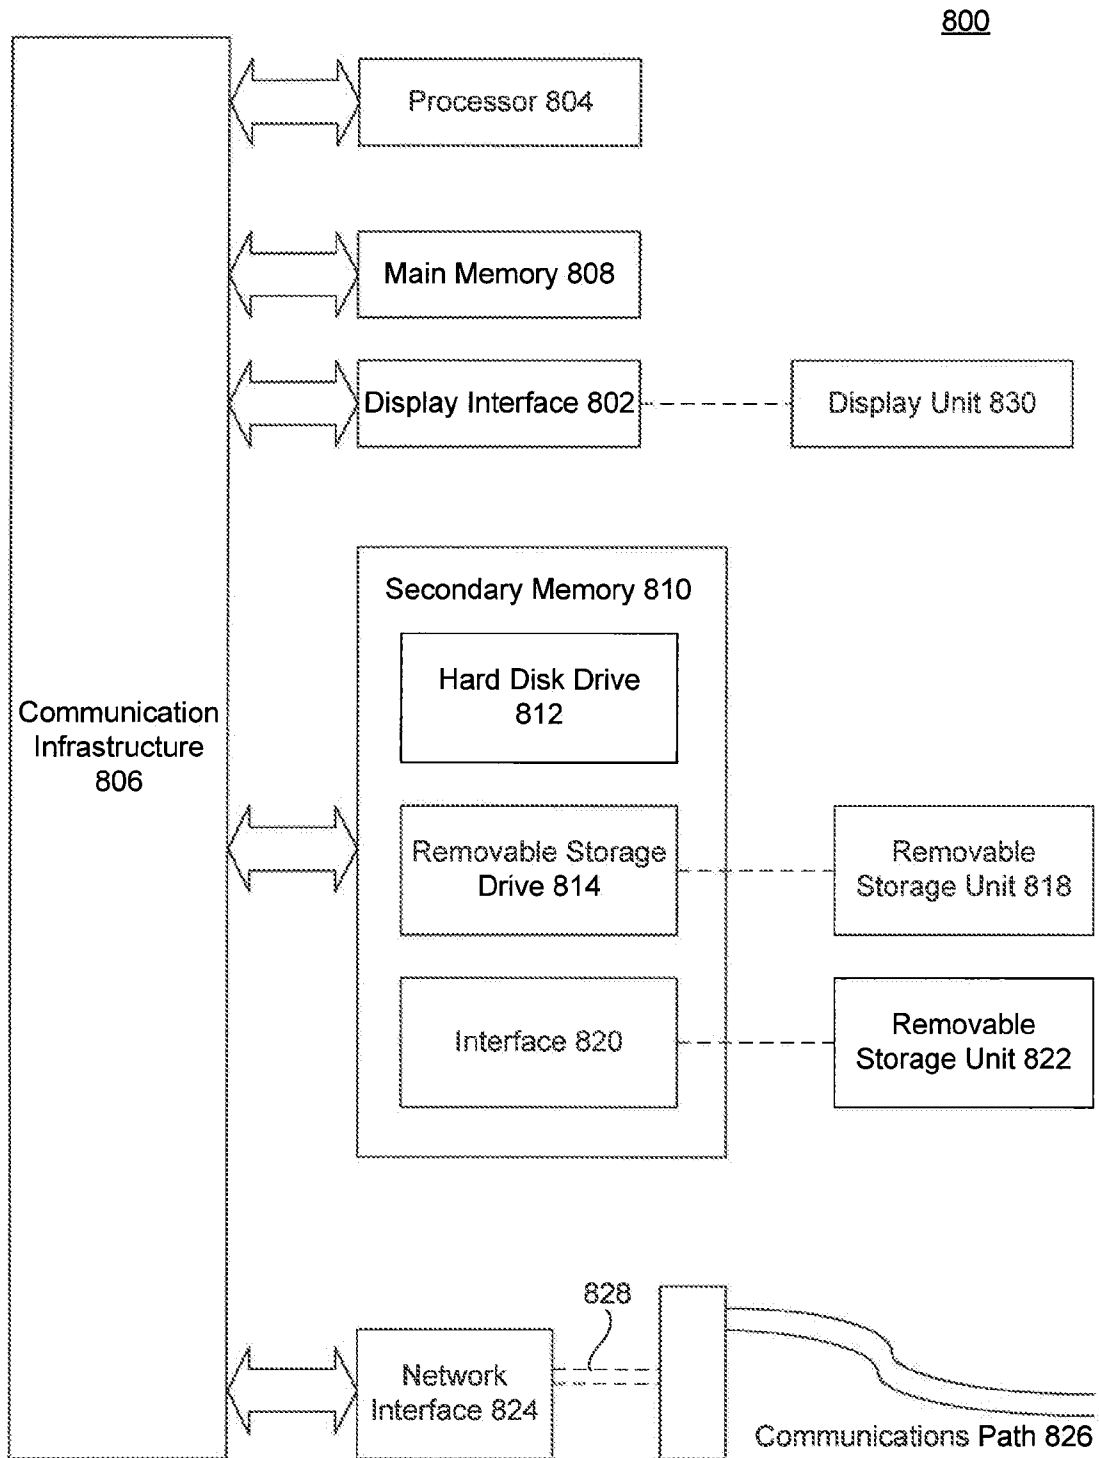 800
Processor 804
Main Memory 808
Display Interface 802
Display Unit 830
Secondary Memory 810
Hard Disk Drive
812
Communication
Infrastructure
806
Removable Storage
Drive 814
Removable
Storage Unit 818
Interface 820
Removable
Storage Unit 822
828
Network
Interface 824
Communications Path 826